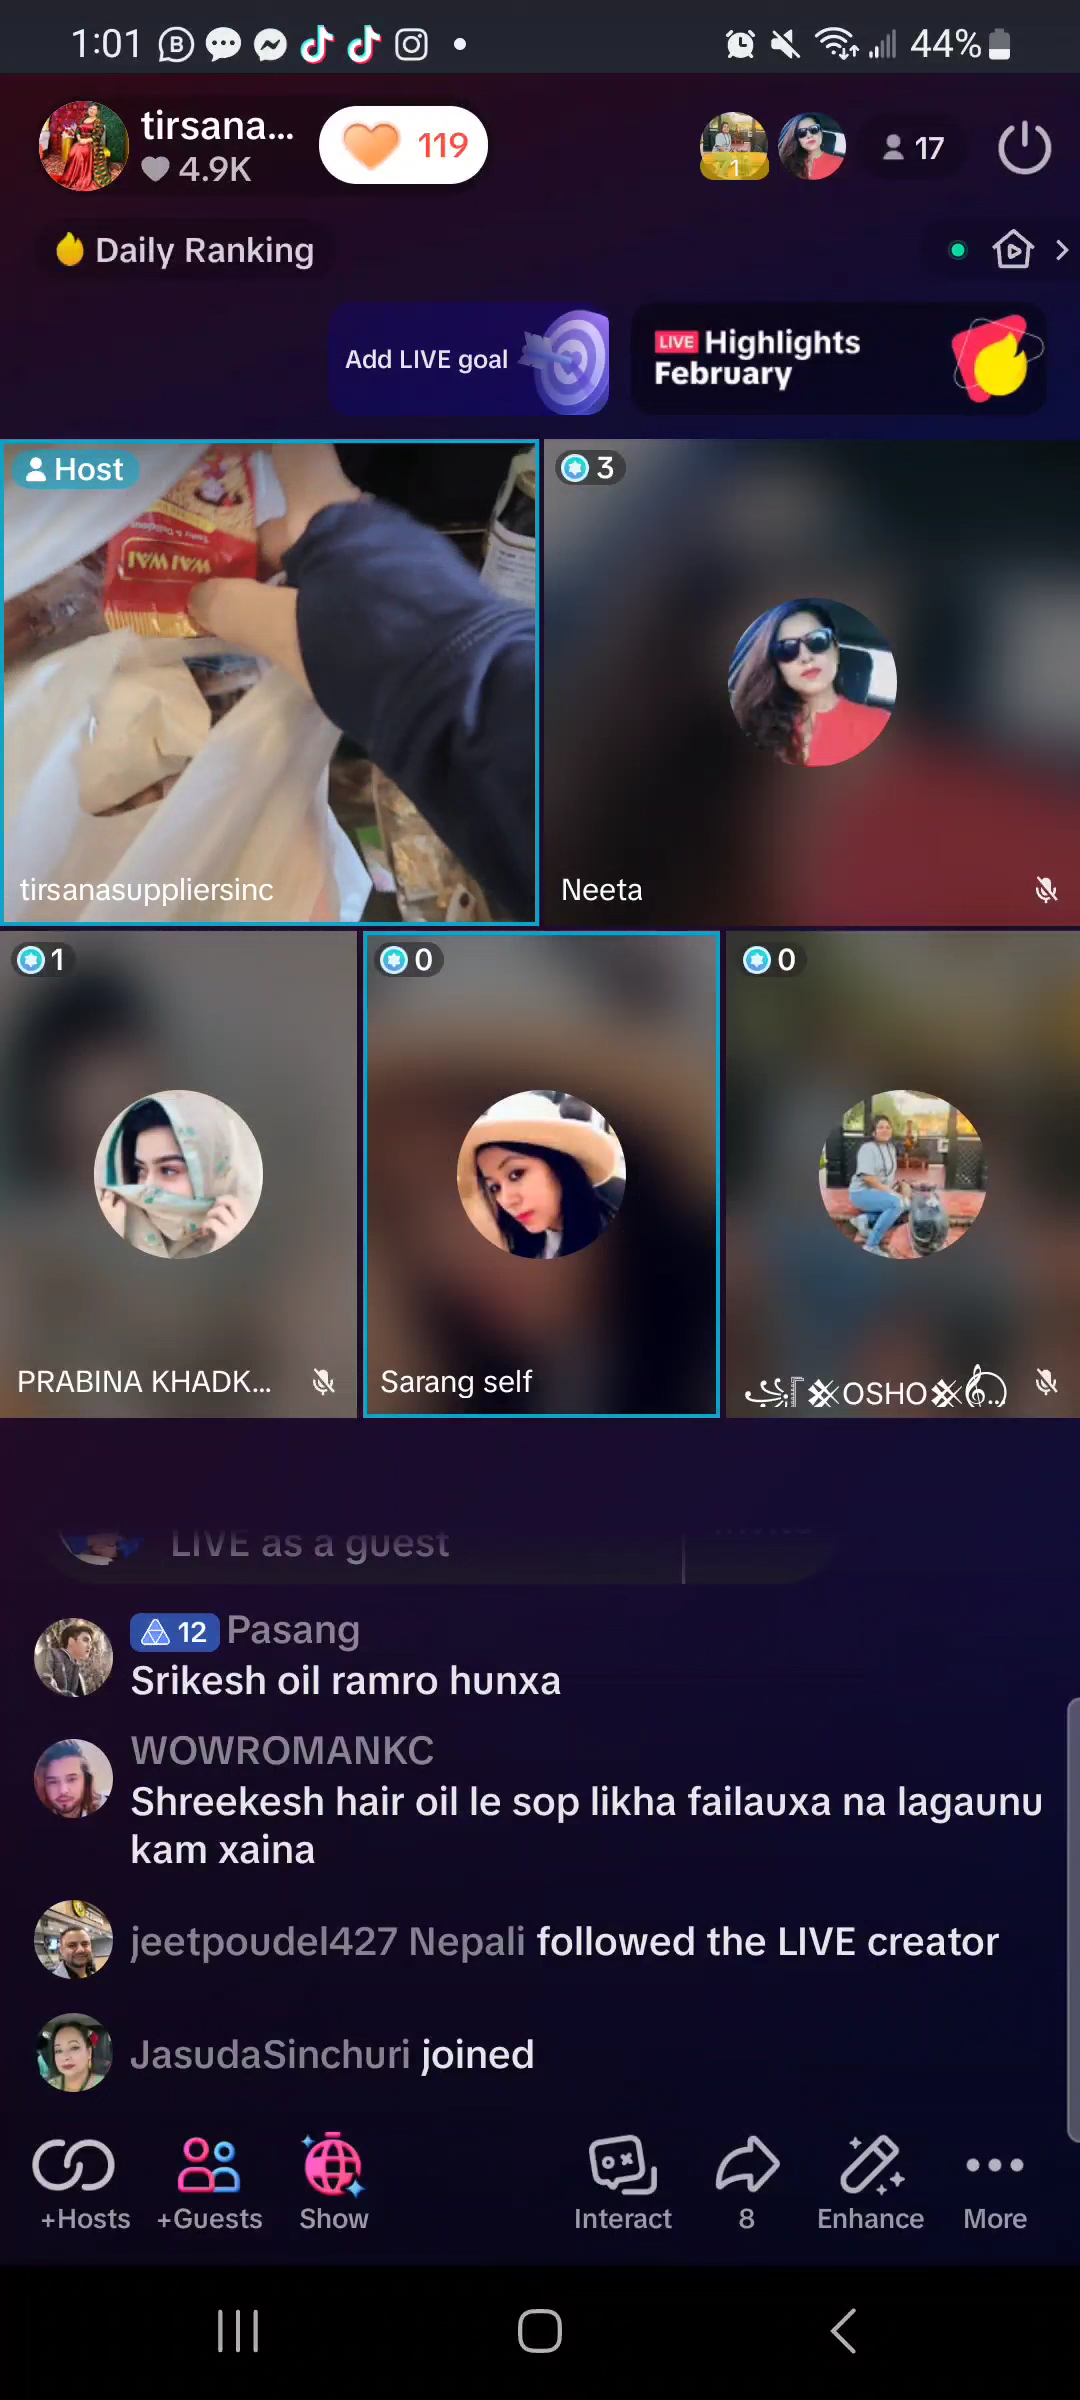 1:01
44%
tirsana...
4.9K
119
1
17
Daily Ranking
Add LIVE goal
LIVE Highlights
February
Host
WAI WAI
tirsanasuppliersinc
3
Neeta
1
PRABINA KHADK...
0
Sarang self
0
OSHO
LIVE as a guest
12 Pasang
Srikesh oil ramro hunxa
WOWROMANKC
Shreekesh hair oil le sop likha failauxa na lagaunu
kam xaina
jeetpoudel427 Nepali followed the LIVE creator
JasudaSinchuri joined
+Hosts
+Guests
Show
Interact
8
Enhance
More